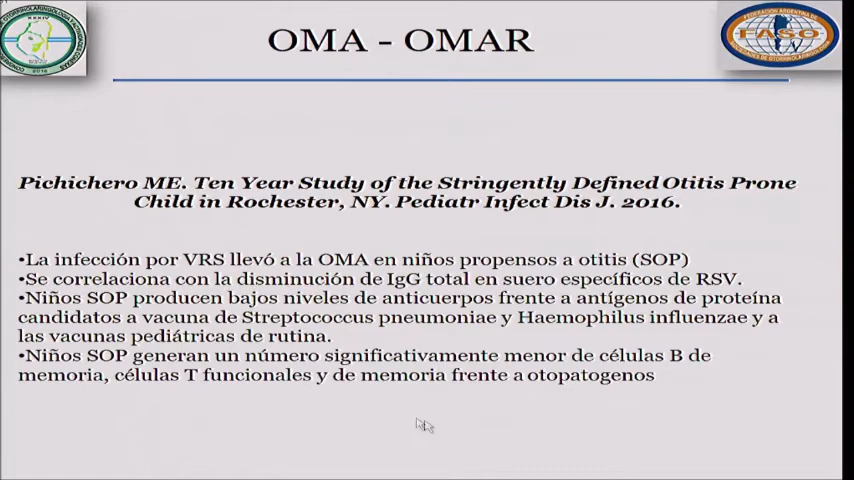 OMA - OMAR
FASO
Pichichero ME. Ten Year Study of the Stringently Defined Otitis Prone
Child in Rochester, NY. Pediatr Infect Dis J. 2016.
•La infección por VRS llevó a la OMA en niños propensos a otitis (SOP)
•Se correlaciona con la disminución de IgG total en suero específicos de RSV.
•Niños SOP producen bajos niveles de anticuerpos frente a antígenos de proteína
candidatos a vacuna de Streptococcus pneumoniae y Haemophilus influenzae y a
las vacunas pediátricas de rutina.
•Niños SOP generan un número significativamente menor de células B de
memoria, células T funcionales y de memoria frente a otopatogenos